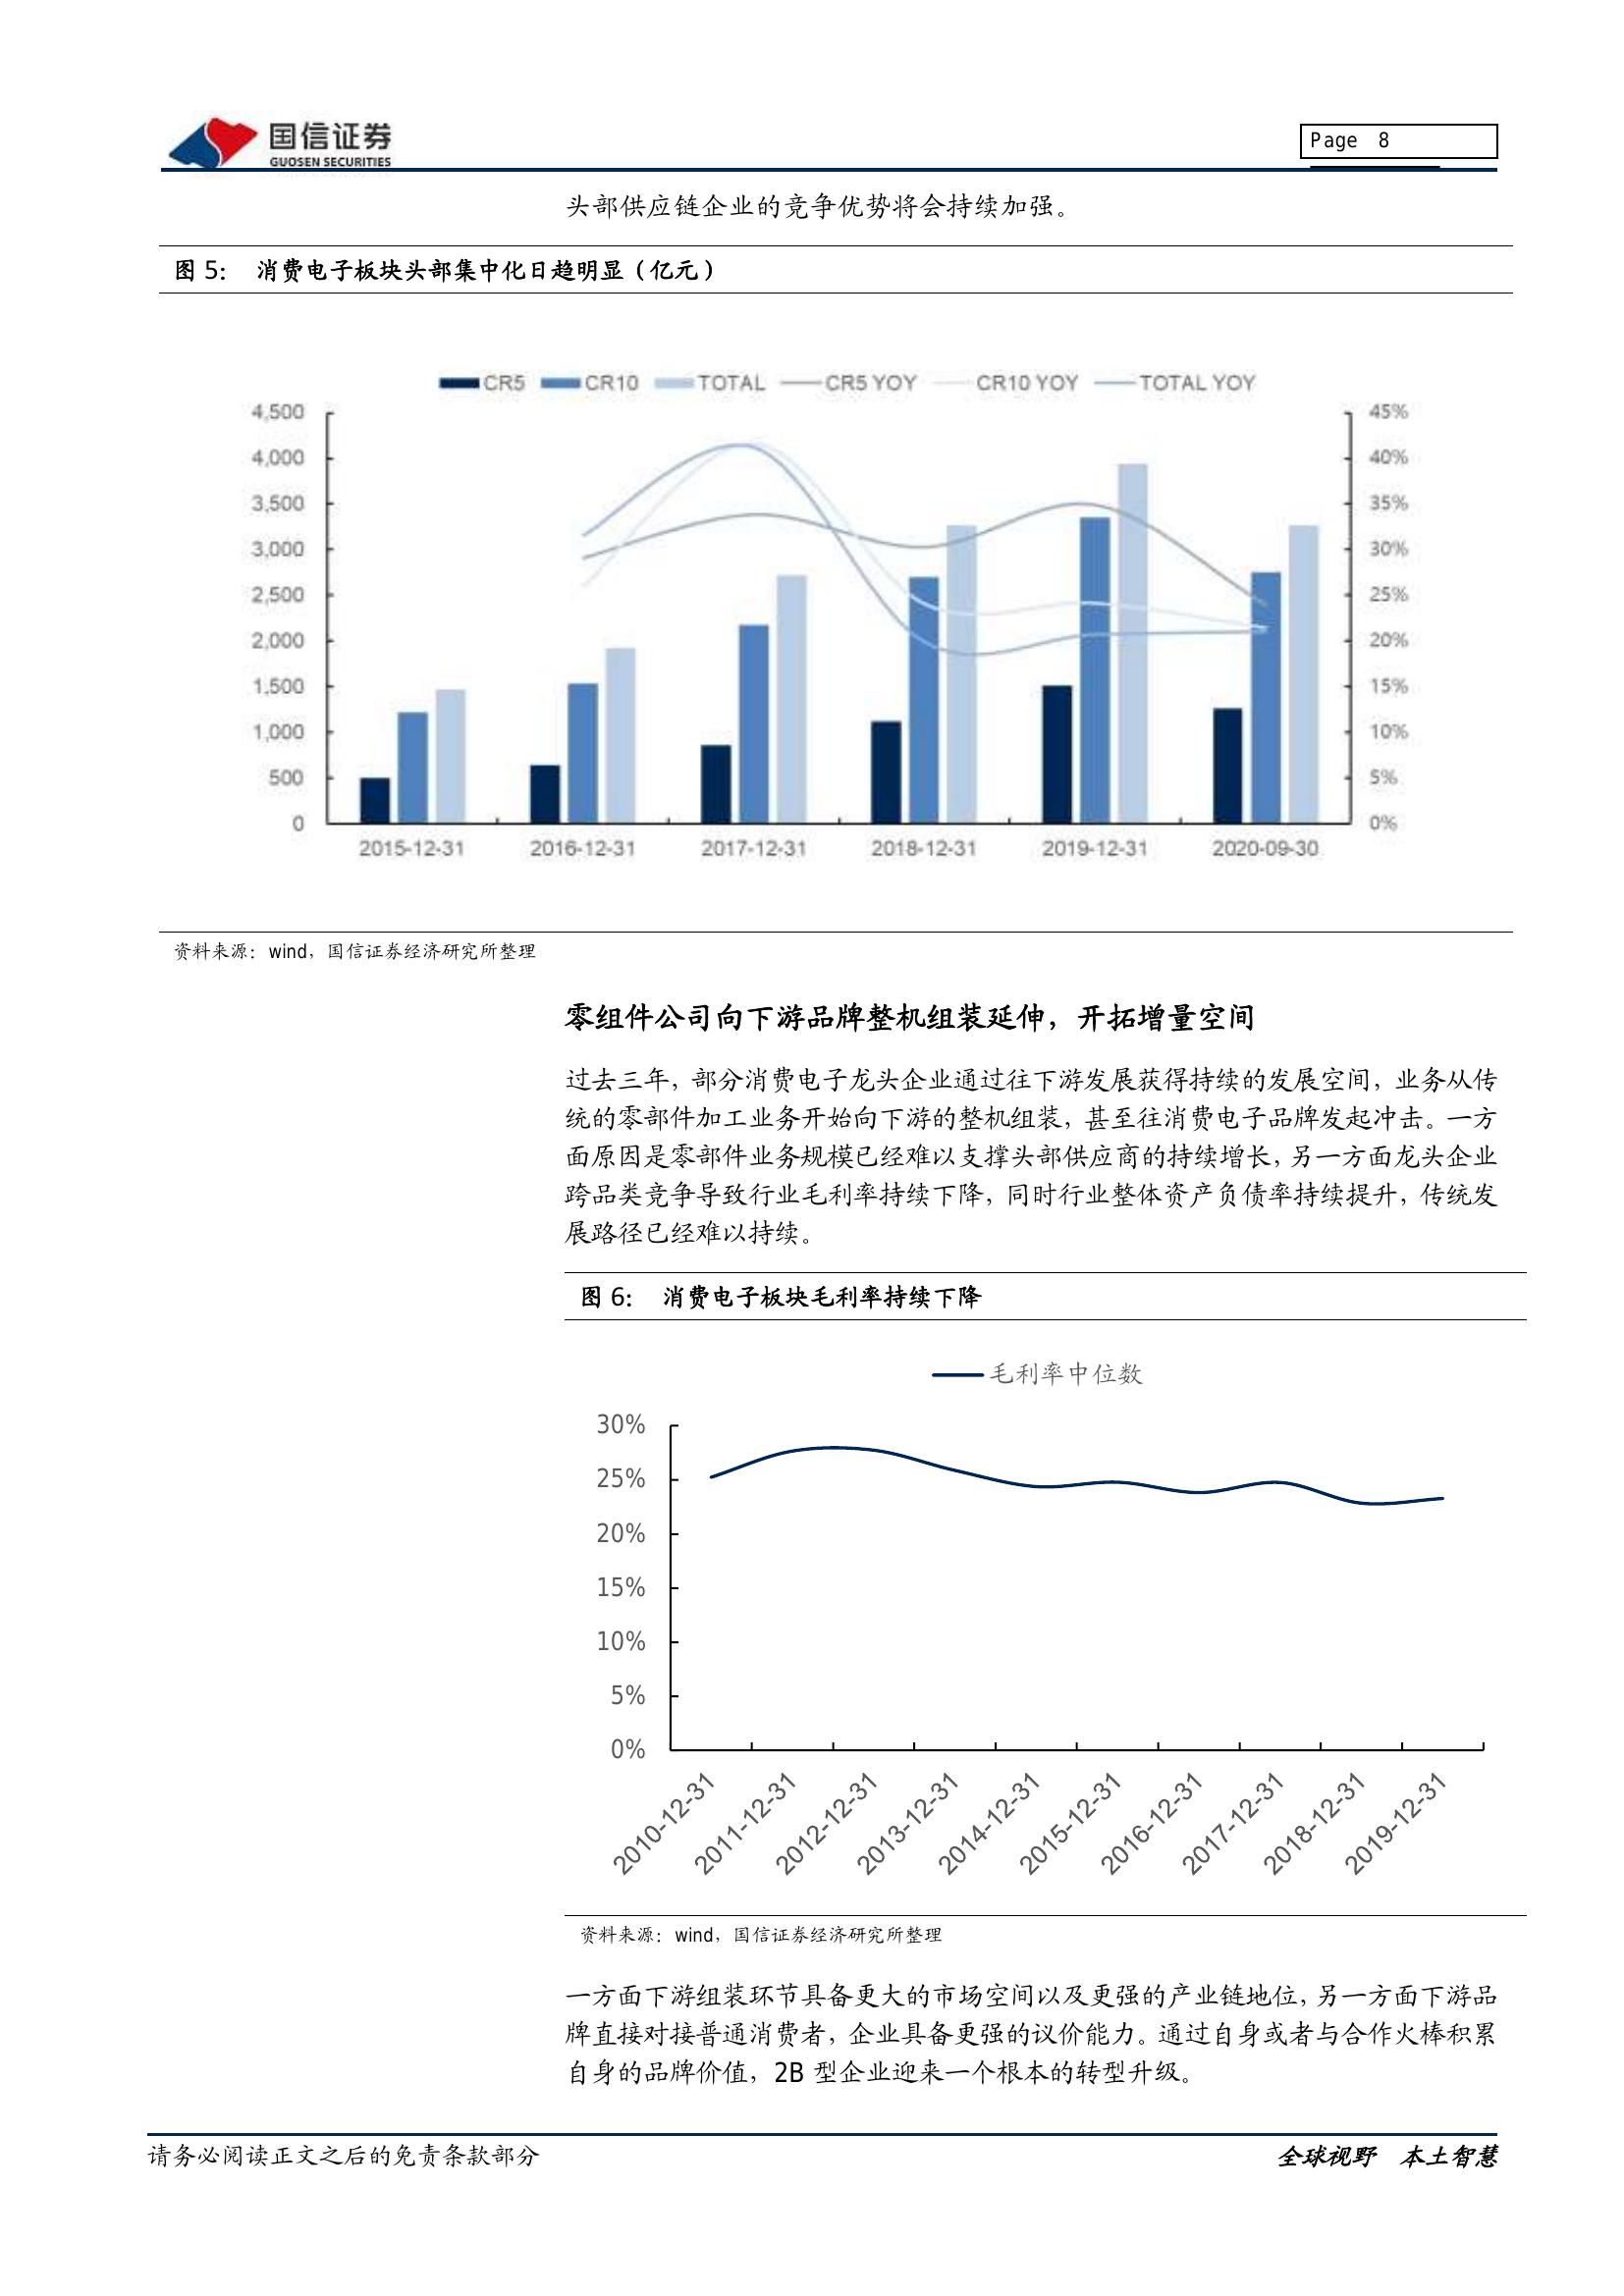 国信证券
GUOSEN SECURITIES
Page 8
头部供应链企业的竞争优势将会持续加强。
图 5： 消费电子板块头部集中化日趋明显（亿元）
CR5 CR10 TOTAL CR5 YOY CR10 YOY TOTAL YOY
4,500 45%
4,000 40%
3,500 35%
3,000 30%
2,500 25%
2,000 20%
1,500 15%
1,000 10%
500 5%
0 0%
2015-12-31 2016-12-31 2017-12-31 2018-12-31 2019-12-31 2020-09-30
资料来源：wind，国信证券经济研究所整理
零组件公司向下游品牌整机组装延伸，开拓增量空间
过去三年，部分消费电子龙头企业通过往下游发展获得持续的发展空间，业务从传
统的零部件加工业务开始向下游的整机组装，甚至往消费电子品牌发起冲击。一方
面原因是零部件业务规模已经难以支撑头部供应商的持续增长，另一方面龙头企业
跨品类竞争导致行业毛利率持续下降，同时行业整体资产负债率持续提升，传统发
展路径已经难以持续。
图 6： 消费电子板块毛利率持续下降
毛利率中位数
30%
25%
20%
15%
10%
5%
0%
2010-12-31 2011-12-31 2012-12-31 2013-12-31 2014-12-31 2015-12-31 2016-12-31 2017-12-31 2018-12-31 2019-12-31
资料来源：wind，国信证券经济研究所整理
一方面下游组装环节具备更大的市场空间以及更强的产业链地位，另一方面下游品
牌直接对接普通消费者，企业具备更强的议价能力。通过自身或者与合作火棒积累
自身的品牌价值，2B 型企业迎来一个根本的转型升级。
请务必阅读正文之后的免责条款部分
全球视野 本土智慧